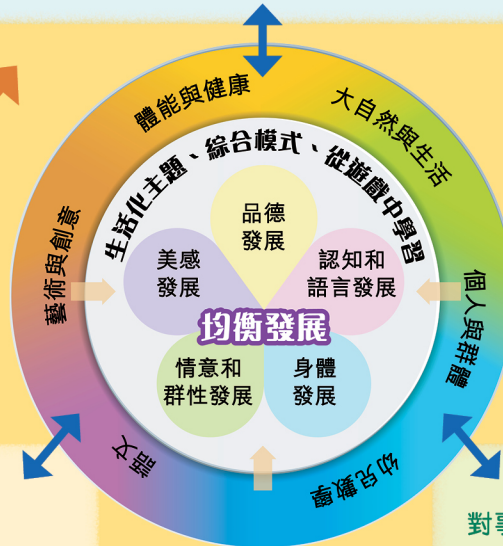 體能與健康
大自然與生活
個人與群體
幼兒數學
語文
藝術與創意
生活化主題、綜合模式、從遊戲中學習
品德
發展
認知和
語言發展
身體
發展
情意和
群性發展
美感
發展
均衡發展
對事